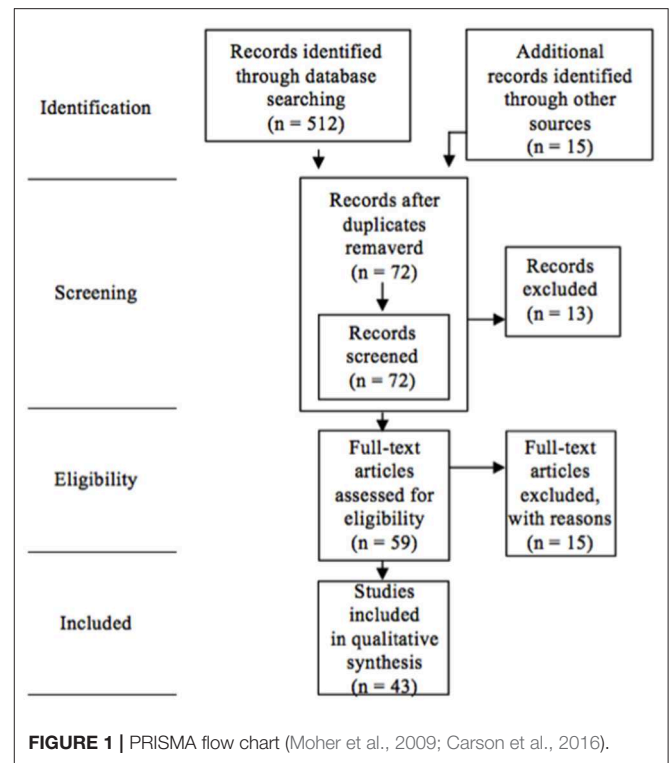 Identification
Records identified
through database
searching
(n = 512)
Additional
records identified
through other
sources
(n = 15)
Screening
Records after
duplicates
remaverd
(n = 72)
Records
screened
(n = 72)
Records
excluded
(n = 13)
Eligibility
Full-text
articles
assessed for
eligibility
(n = 59)
Full-text
articles
excluded,
with reasons
(n = 15)
Included
Studies
included
in qualitative
synthesis
(n = 43)
FIGURE 1 | PRISMA flow chart (Moher et al., 2009; Carson et al., 2016).